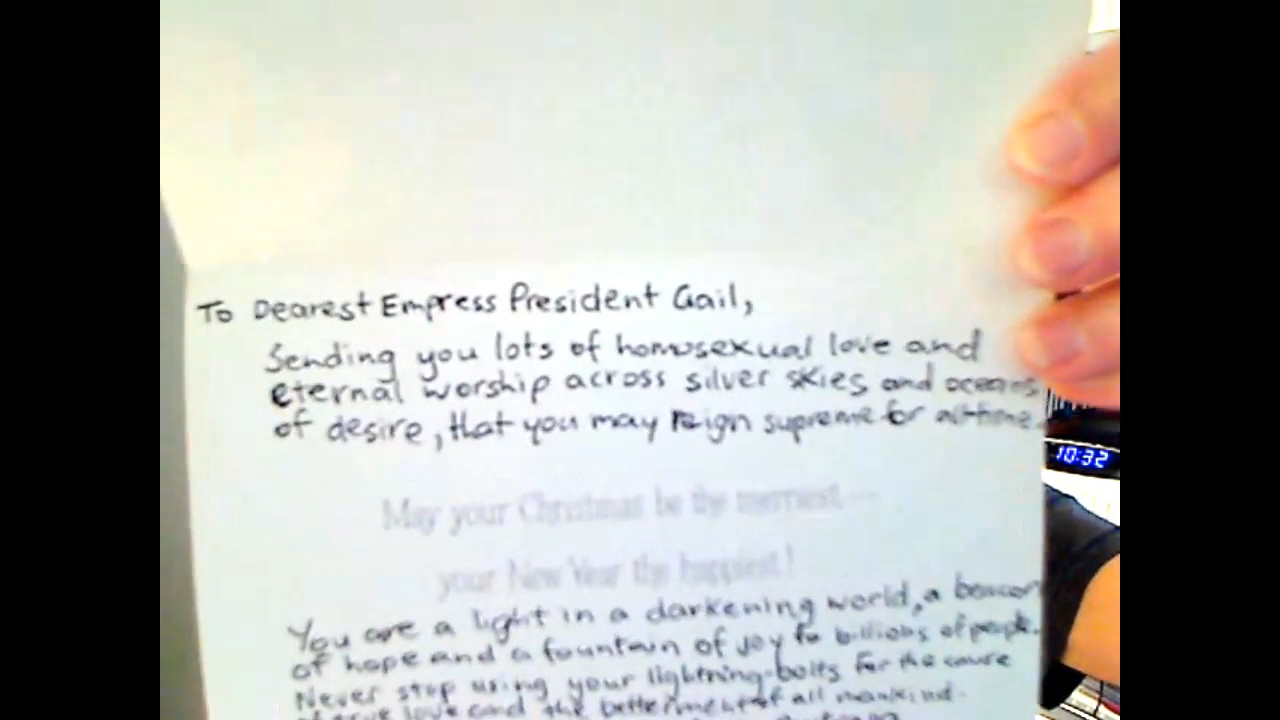 To Dearest Empress President Gail,
Sending you lots of homosexual love and
eternal worship across silver skies and oceans
of desire, that you may reign supreme for all time.
May your Christmas be the merriest—
your New Year the happiest!
You are a light in a darkening world, a beacon
of hope and a fountain of joy to billions of people.
Never stop using your lightning-bolts for the cause
of true love and the betterment of all mankind.
10:32